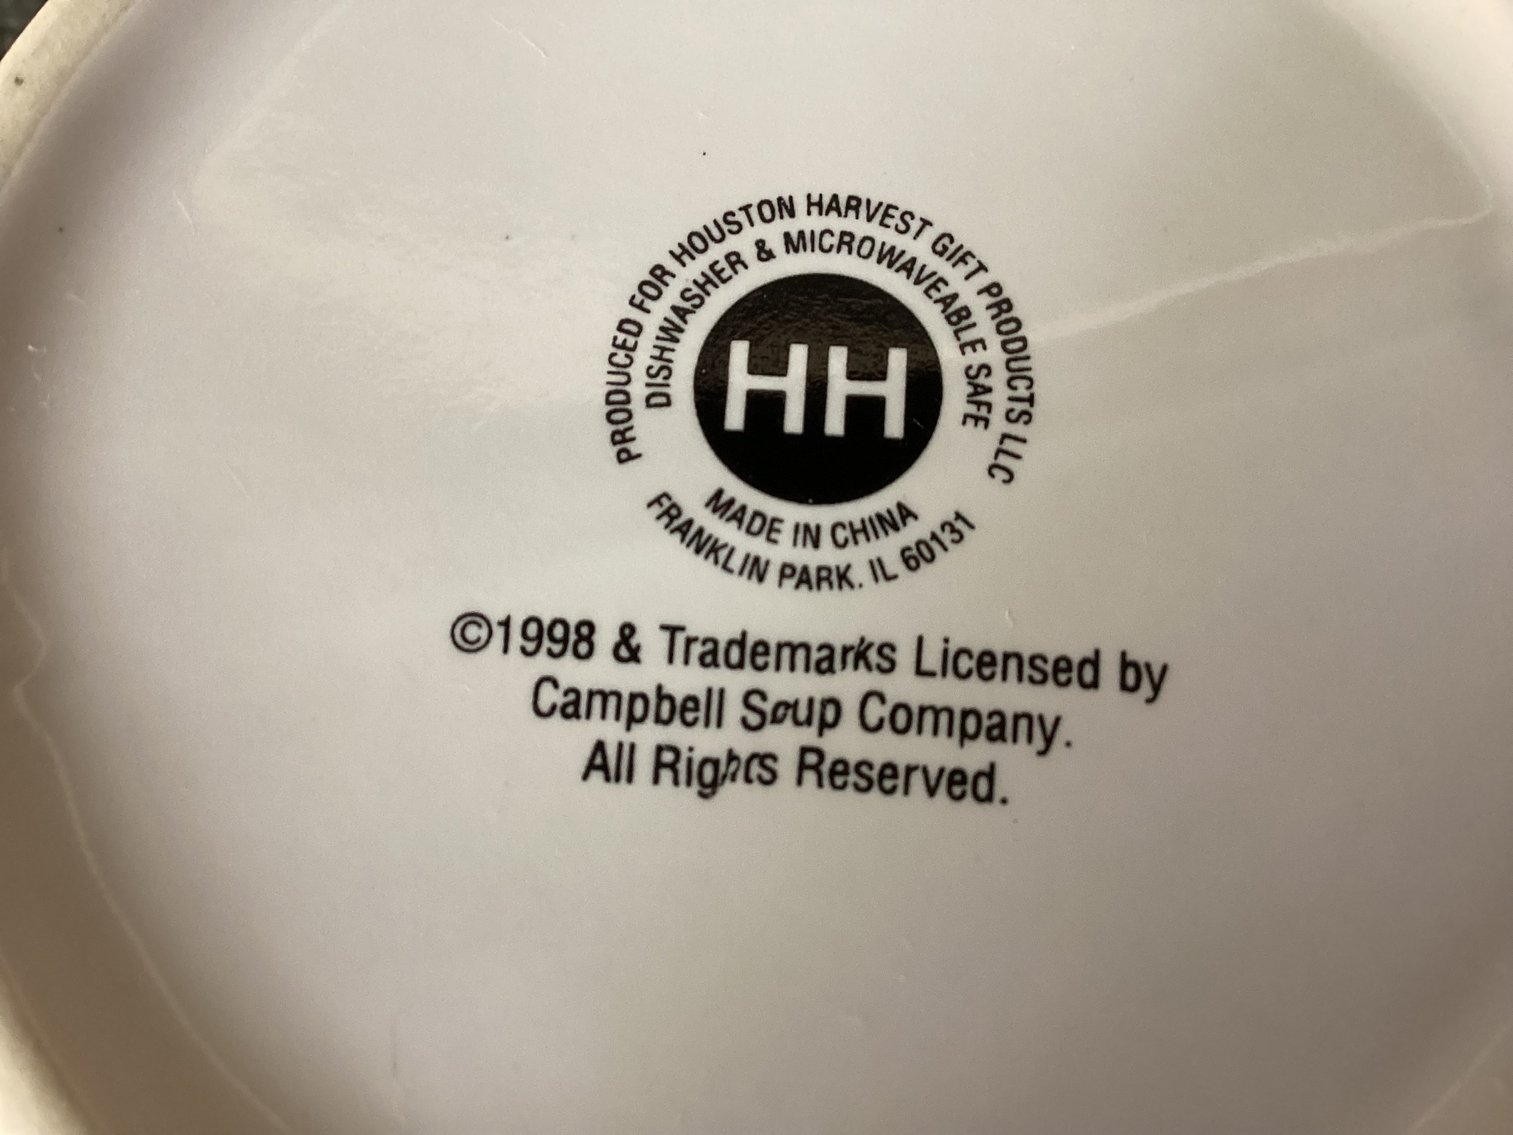 PRODUCED FOR HOUSTON HARVEST GIFT PRODUCTS LLC
DISHWASHER & MICROWAVEABLE SAFE
HH
MADE IN CHINA
FRANKLIN PARK. IL 60131
©1998 & Trademarks Licensed by
Campbell Soup Company.
All Rights Reserved.